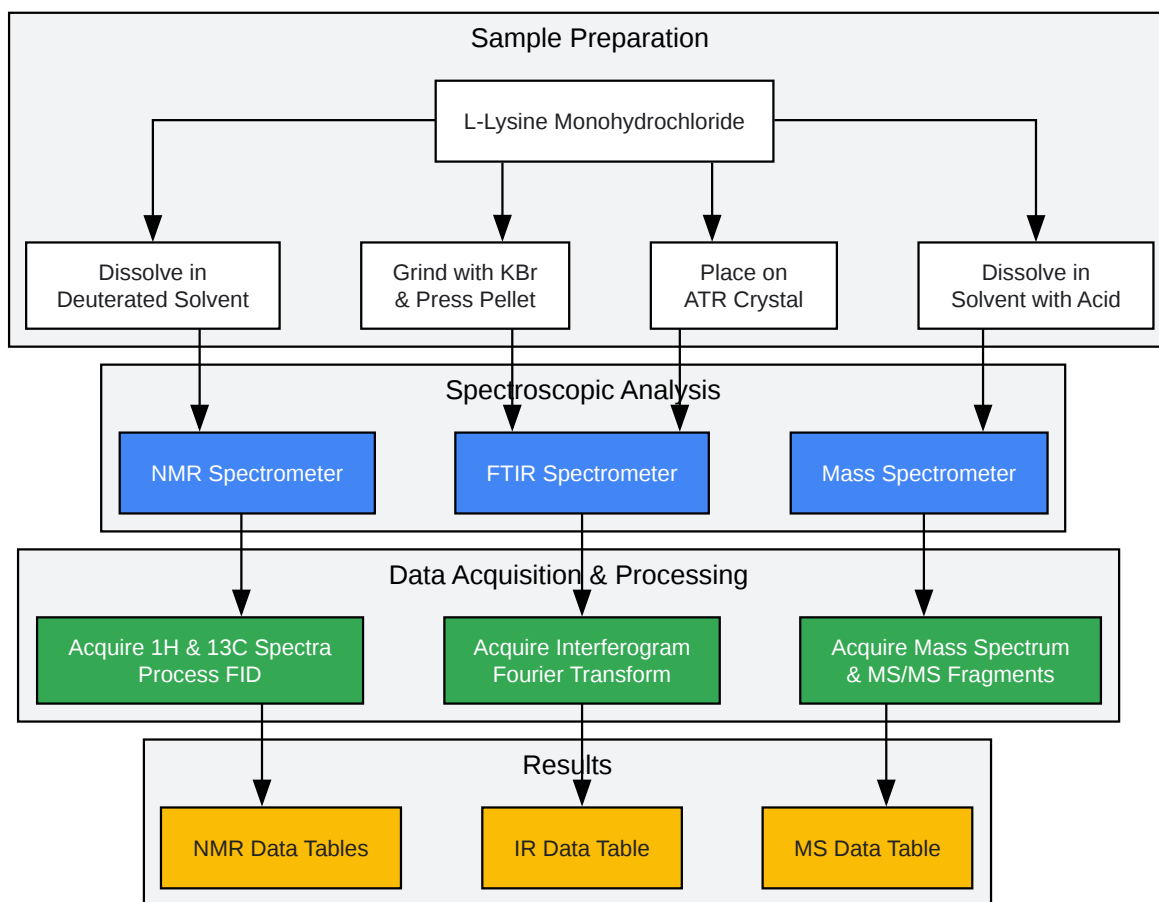 Sample Preparation
L-Lysine Monohydrochloride
Dissolve in
Deuterated Solvent
Grind with KBr
& Press Pellet
Place on
ATR Crystal
Dissolve in
Solvent with Acid
Spectroscopic Analysis
NMR Spectrometer
FTIR Spectrometer
Mass Spectrometer
Data Acquisition & Processing
Acquire 1H & 13C Spectra
Process FID
Acquire Interferogram
Fourier Transform
Acquire Mass Spectrum
& MS/MS Fragments
Results
NMR Data Tables
IR Data Table
MS Data Table